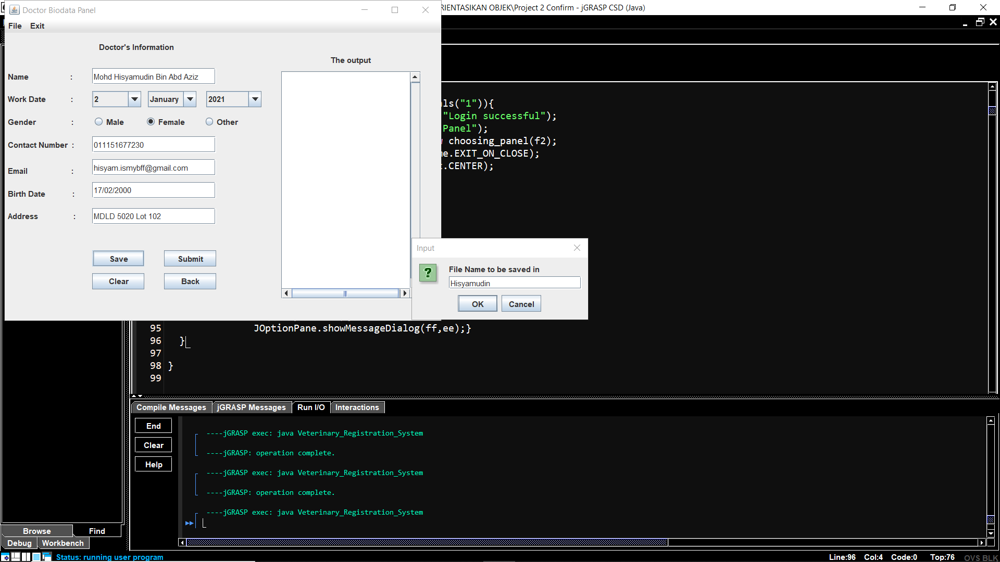 Doctor Biodata Panel
RIENTASIKAN OBJEK\Project 2 Confirm - jGRASP CSD (Java)
File Exit
Doctor's Information
The output
Name : Mohd Hisyamudin Bin Abd Aziz
Work Date : 2 January 2021
Gender : Male Female Other
Contact Number : 011151677230
Email : hisyam.ismybff@gmail.com
Birth Date : 17/02/2000
Address : MDLD 5020 Lot 102
Save Submit
Clear Back
Input
File Name to be saved in
Hisyamudin
OK Cancel
ls("1")){
"Login successful");
Panel");
choosing_panel(f2);
e.EXIT_ON_CLOSE);
.CENTER);
95 JOptionPane.showMessageDialog(ff,ee);}
96 }
97
98 }
99
Compile Messages jGRASP Messages Run I/O Interactions
End
Clear
Help
----jGRASP exec: java Veterinary_Registration_System
----jGRASP: operation complete.
----jGRASP exec: java Veterinary_Registration_System
----jGRASP: operation complete.
----jGRASP exec: java Veterinary_Registration_System
Browse Find
Debug Workbench
Status: running user program
Line:96 Col:4 Code:0 Top:76 OVS BLK